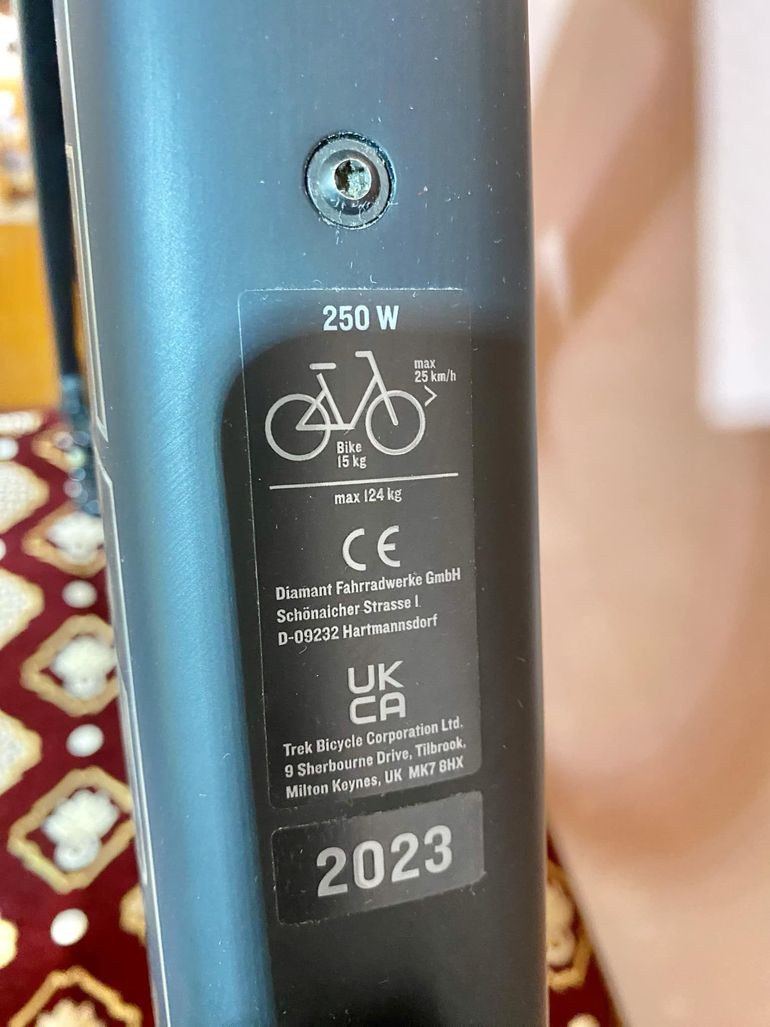 250 W
max
25 km/h
Bike
15 kg
max 124 kg
CE
Diamant Fahrradwerke GmbH
Schönaicher Strasse 1
D-09232 Hartmannsdorf
UK
CA
Trek Bicycle Corporation Ltd.
9 Sherbourne Drive, Tilbrook,
Milton Keynes, UK MK7 8HX
2023